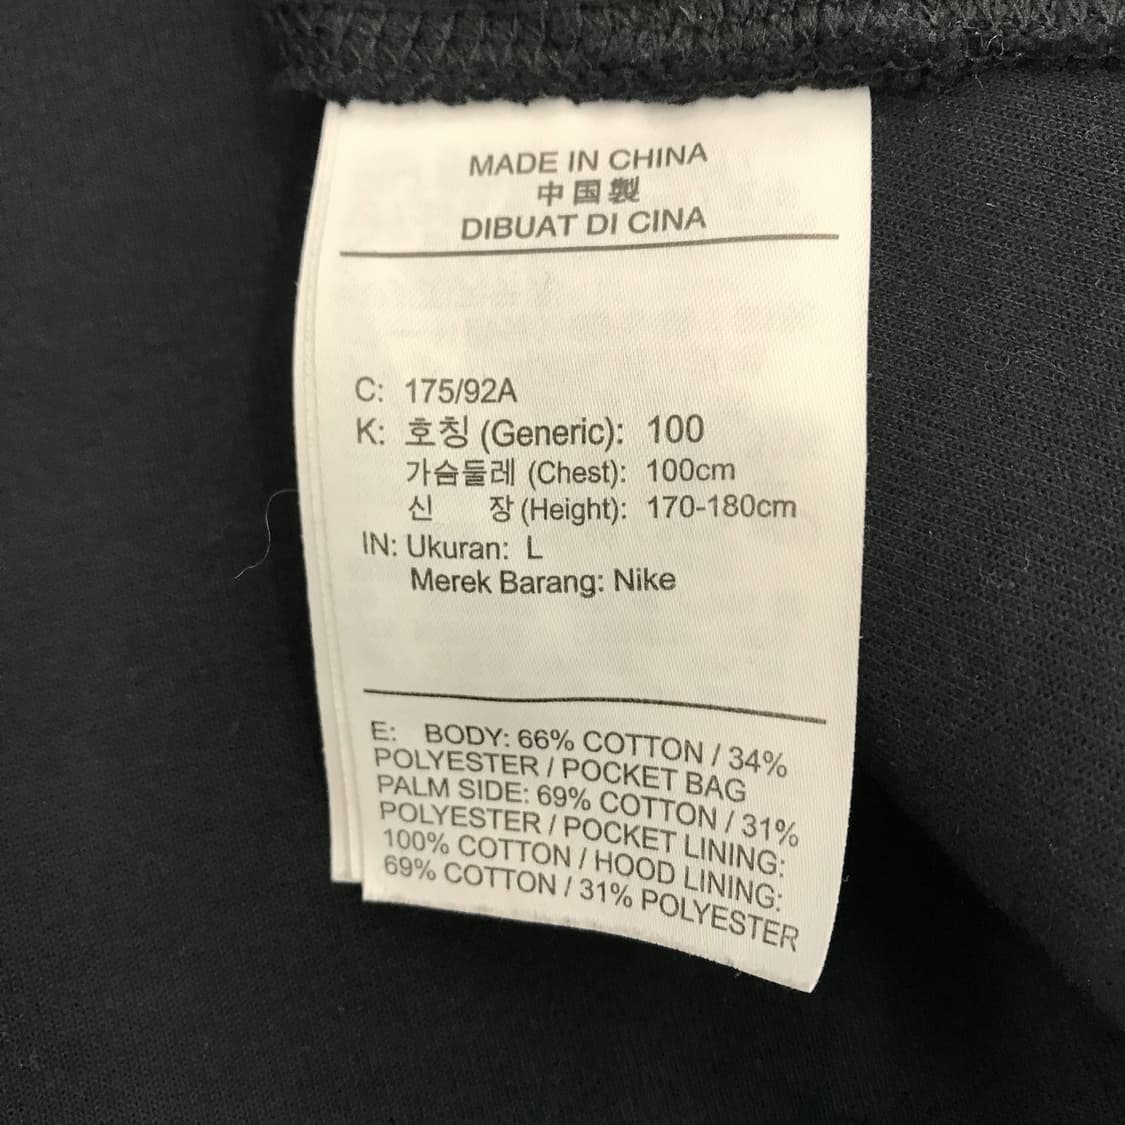 MADE IN CHINA
中国製
DIBUAT DI CINA
C: 175/92A
K: 호칭 (Generic): 100
가슴둘레 (Chest): 100cm
신 장 (Height): 170-180cm
IN: Ukuran: L
Merek Barang: Nike
E: BODY: 66% COTTON / 34%
POLYESTER / POCKET BAG
PALM SIDE: 69% COTTON / 31%
POLYESTER / POCKET LINING:
100% COTTON / HOOD LINING:
69% COTTON / 31% POLYESTER